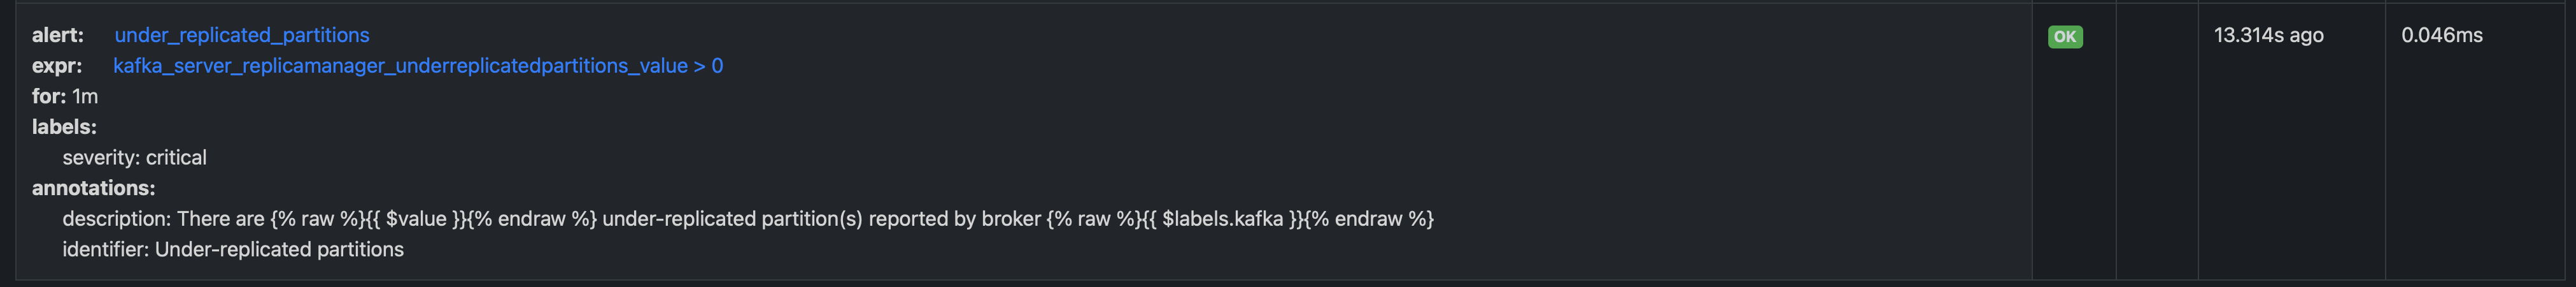 alert: under_replicated_partitions OK 13.314s ago 0.046ms
expr: kafka_server_replicamanager_underreplicatedpartitions_value > 0
for: 1m
labels:
severity: critical
annotations:
description: There are {% raw %}{{ $value }}{% endraw %} under-replicated partition(s) reported by broker {% raw %}{{ $labels.kafka }}{% endraw %}
identifier: Under-replicated partitions